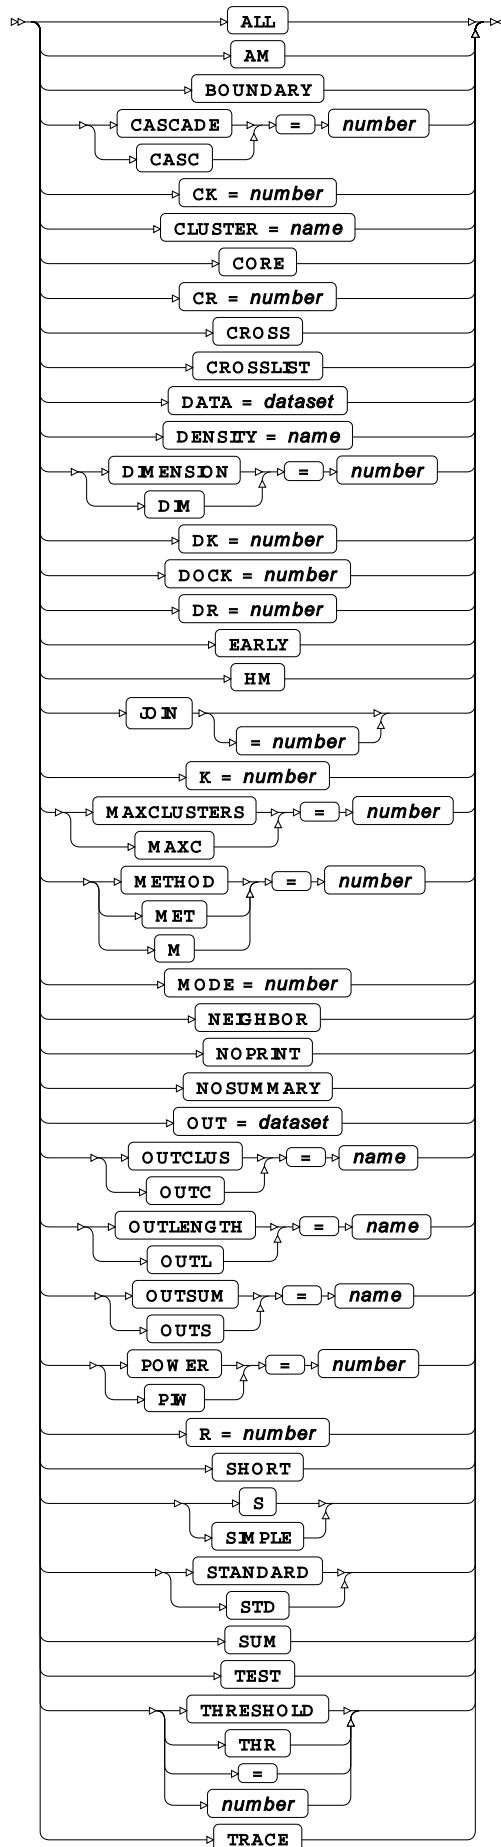 ALL
AM
BOUNDARY
CASCADE = number
CASC
CK = number
CLUSTER = name
CORE
CR = number
CROSS
CROSSLIST
DATA = dataset
DENSITY = name
DIMENSION = number
DIM
DK = number
DOCK = number
DR = number
EARLY
HM
JOIN
= number
K = number
MAXCLUSTERS = number
MAXC
METHOD = number
MET
M
MODE = number
NEIGHBOR
NOPRINT
NOSUMMARY
OUT = dataset
OUTCLUS = name
OUTC
OUTLENGTH = name
OUTL
OUTSUM = name
OUTS
POWER = number
PIW
R = number
SHORT
S
SIMPLE
STANDARD
STD
SUM
TEST
THRESHOLD
THR
=
number
TRACE